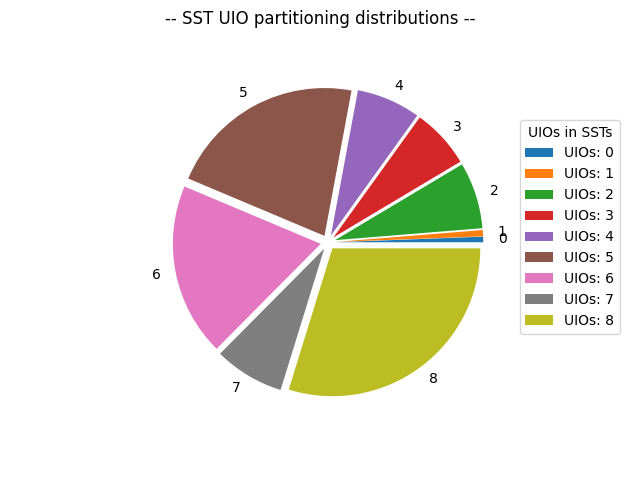 -- SST UIO partitioning distributions --
5
4
3
2
1
0
6
7
8
UIOs in SSTs
UIOs: 0
UIOs: 1
UIOs: 2
UIOs: 3
UIOs: 4
UIOs: 5
UIOs: 6
UIOs: 7
UIOs: 8